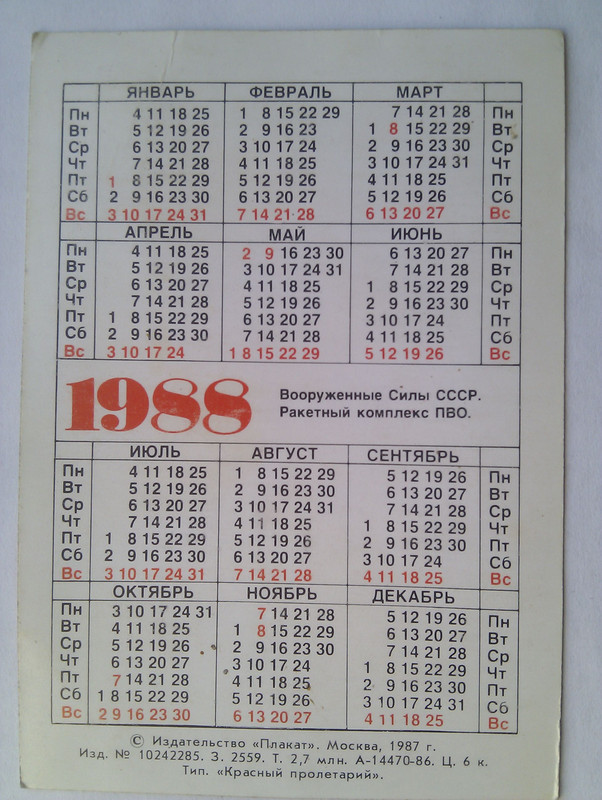 ЯНВАРЬ ФЕВРАЛЬ МАРТ
Пн 4 11 18 25 1 8 15 22 29 7 14 21 28 Пн
Вт 5 12 19 26 2 9 16 23 1 8 15 22 29 Вт
Ср 6 13 20 27 3 10 17 24 2 9 16 23 30 Ср
Чт 7 14 21 28 4 11 18 25 3 10 17 24 31 Чт
Пт 1 8 15 22 29 5 12 19 26 4 11 18 25 Пт
Сб 2 9 16 23 30 6 13 20 27 5 12 19 26 Сб
Вс 3 10 17 24 31 7 14 21 28 6 13 20 27 Вс
АПРЕЛЬ МАЙ ИЮНЬ
Пн 4 11 18 25 2 9 16 23 30 6 13 20 27 Пн
Вт 5 12 19 26 3 10 17 24 31 7 14 21 28 Вт
Ср 6 13 20 27 4 11 18 25 1 8 15 22 29 Ср
Чт 7 14 21 28 5 12 19 26 2 9 16 23 30 Чт
Пт 1 8 15 22 29 6 13 20 27 3 10 17 24 Пт
Сб 2 9 16 23 30 7 14 21 28 4 11 18 25 Сб
Вс 3 10 17 24 1 8 15 22 29 5 12 19 26 Вс
1988
Вооруженные Силы СССР.
Ракетный комплекс ПВО.
ИЮЛЬ АВГУСТ СЕНТЯБРЬ
Пн 4 11 18 25 1 8 15 22 29 5 12 19 26 Пн
Вт 5 12 19 26 2 9 16 23 30 6 13 20 27 Вт
Ср 6 13 20 27 3 10 17 24 31 7 14 21 28 Ср
Чт 7 14 21 28 4 11 18 25 1 8 15 22 29 Чт
Пт 1 8 15 22 29 5 12 19 26 2 9 16 23 30 Пт
Сб 2 9 16 23 30 6 13 20 27 3 10 17 24 Сб
Вс 3 10 17 24 31 7 14 21 28 4 11 18 25 Вс
ОКТЯБРЬ НОЯБРЬ ДЕКАБРЬ
Пн 3 10 17 24 31 7 14 21 28 5 12 19 26 Пн
Вт 4 11 18 25 1 8 15 22 29 6 13 20 27 Вт
Ср 5 12 19 26 2 9 16 23 30 7 14 21 28 Ср
Чт 6 13 20 27 3 10 17 24 1 8 15 22 29 Чт
Пт 7 14 21 28 4 11 18 25 2 9 16 23 30 Пт
Сб 1 8 15 22 29 5 12 19 26 3 10 17 24 31 Сб
Вс 2 9 16 23 30 6 13 20 27 4 11 18 25 Вс
© Издательство «Плакат». Москва, 1987 г.
Изд. № 10242285. З. 2559. Т. 2,7 млн. А-14470-86. Ц. 6 к.
Тип. «Красный пролетарий».